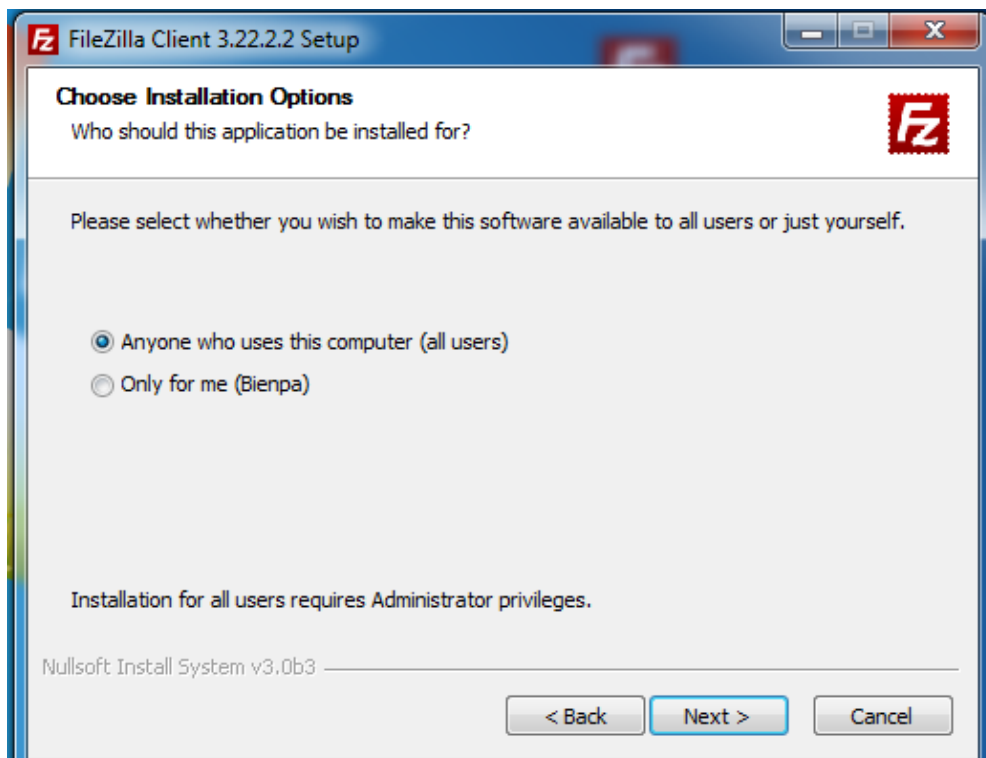 FileZilla Client 3.22.2.2 Setup
Choose Installation Options
Who should this application be installed for?
Fz
Please select whether you wish to make this software available to all users or just yourself.
Anyone who uses this computer (all users)
Only for me (Bienpa)
Installation for all users requires Administrator privileges.
Nullsoft Install System v3.0b3
< Back Next > Cancel